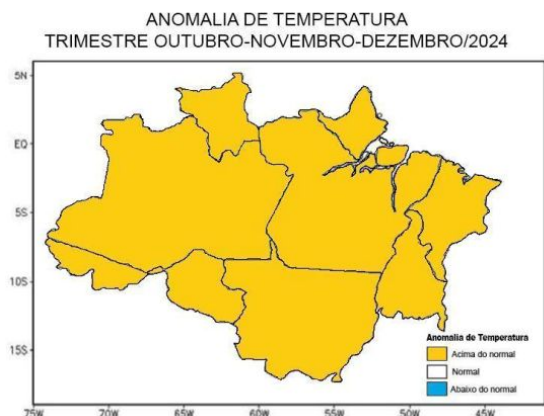 ANOMALIA DE TEMPERATURA
TRIMESTRE OUTUBRO-NOVEMBRO-DEZEMBRO/2024
5N
EQ
5S
10S
15S
Anomalia de Temperatura
Acima do normal
Normal
Abaixo do normal
75W 70W 65W 60W 55W 50W 45W